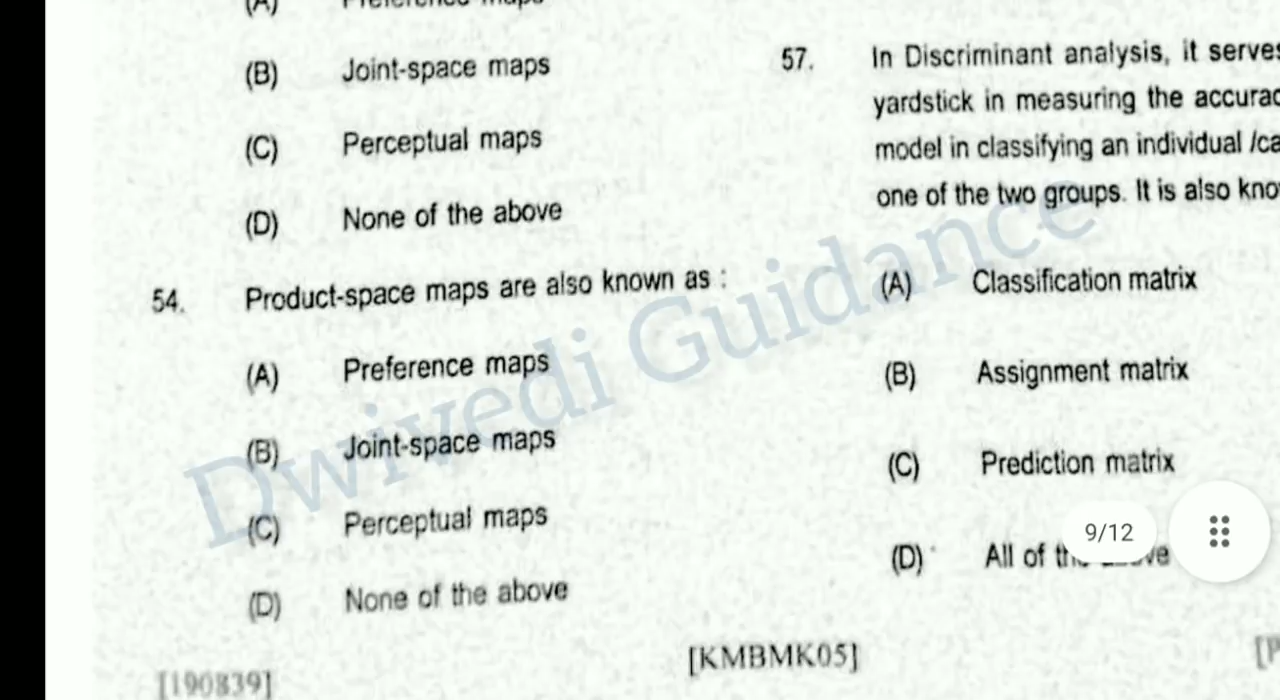 (A) Preference maps
(B) Joint-space maps
(C) Perceptual maps
(D) None of the above
54. Product-space maps are also known as :
(A) Preference maps
(B) Joint-space maps
(C) Perceptual maps
(D) None of the above
[190839]
57. In Discriminant analysis, it serves
yardstick in measuring the
model in classifying an individual
one of the two groups. It is also
(A) Classification matrix
(B) Assignment matrix
(C) Prediction matrix
(D) All of
[KMBMK05]
Dwivedi Guidance
9/12